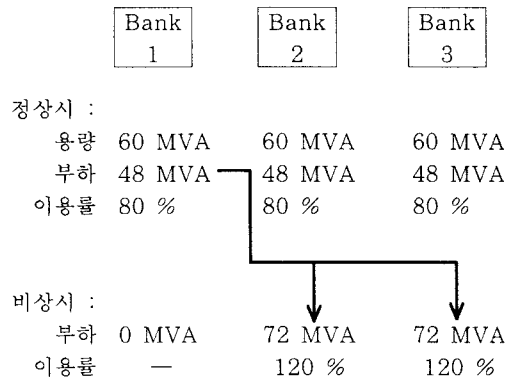 Bank Bank Bank
1 2 3
정상시 :
용량 60 MVA 60 MVA 60 MVA
부하 48 MVA 48 MVA 48 MVA
이용률 80 % 80 % 80 %
비상시 :
부하 0 MVA 72 MVA 72 MVA
이용률 — 120 % 120 %